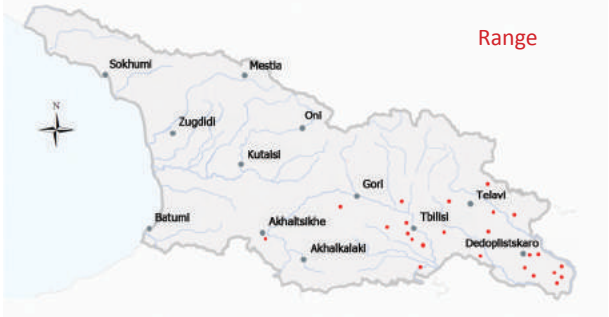 Range
Sokhumi
Mestia
N
Oni
Zugdidi
Kutaisi
Gori
Telavi
Batumi
Akhaltsikhe
Tbilisi
Dedoplistskaro
Akhalkalaki